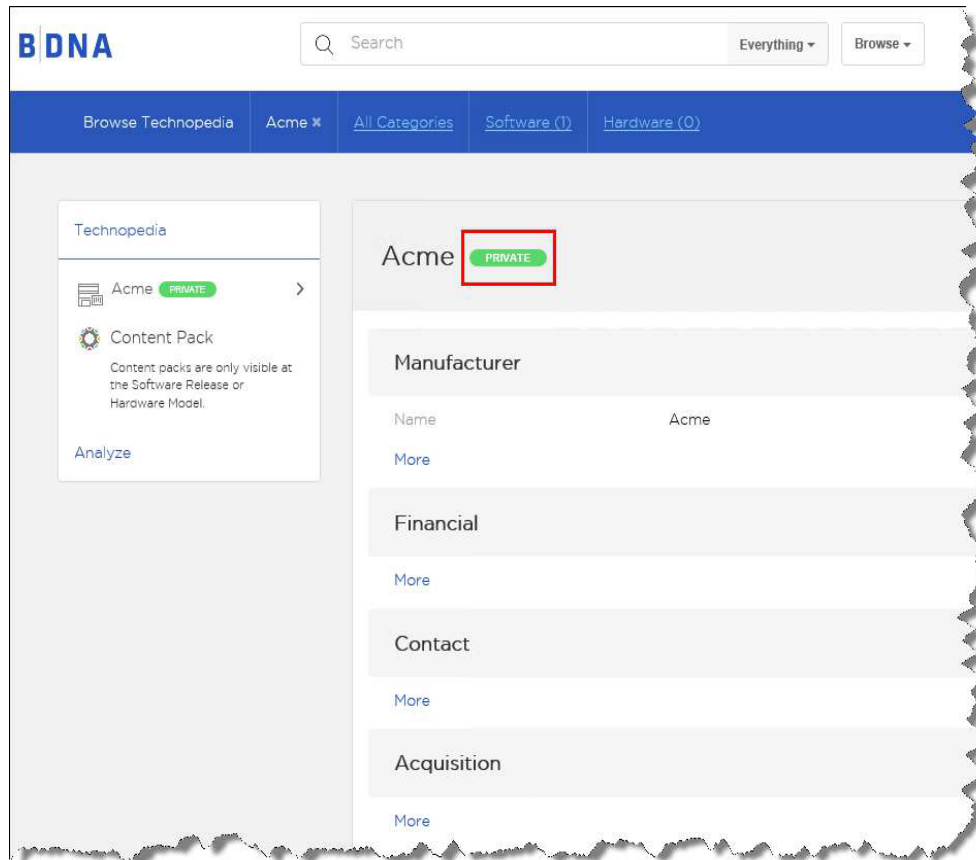 BDNA
Search
Everything
Browse
Browse Technopedia
Acme ×
All Categories
Software (1)
Hardware (0)
Technopedia
Acme PRIVATE
Content Pack
Content packs are only visible at
the Software Release or
Hardware Model.
Analyze
Acme PRIVATE
Manufacturer
Name Acme
More
Financial
More
Contact
More
Acquisition
More